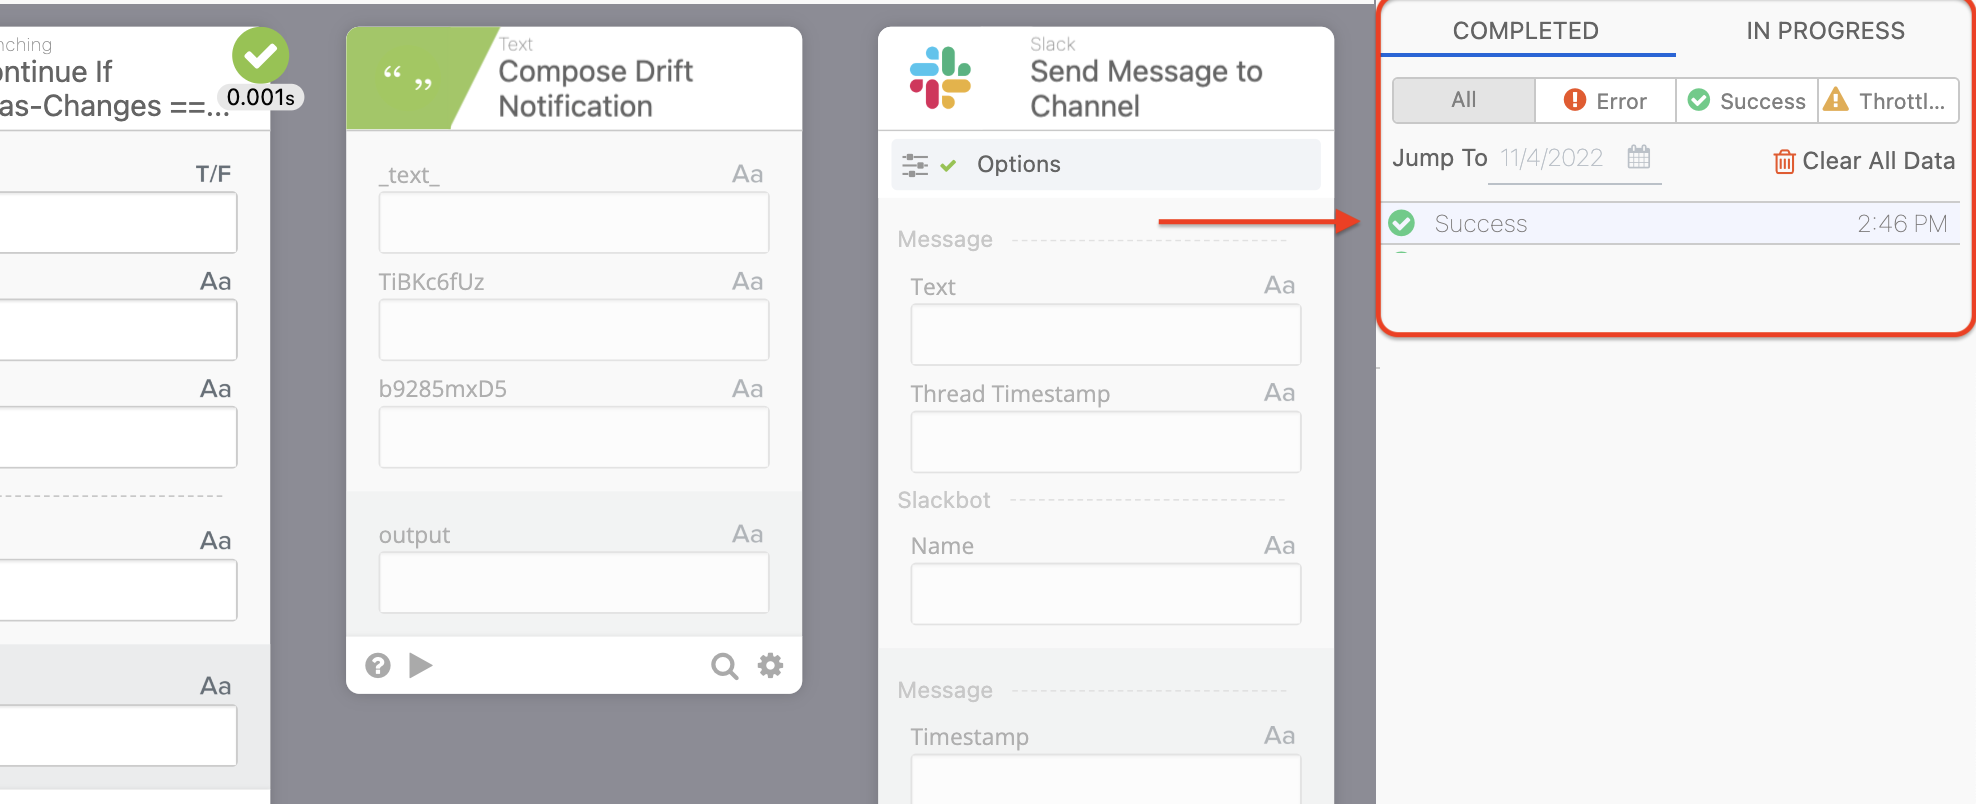 nching
ontinue If
as-Changes ==...
0.001s
T/F
Aa
Aa
Aa
Aa
“ ”
Text
Compose Drift
Notification
_text_ Aa
TiBKc6fUz Aa
b9285mxD5 Aa
output Aa
?
Slack
Send Message to
Channel
Options
Message
Text Aa
Thread Timestamp Aa
Slackbot
Name Aa
Message
Timestamp Aa
COMPLETED IN PROGRESS
All Error Success Throttl...
Jump To 11/4/2022 Clear All Data
Success 2:46 PM